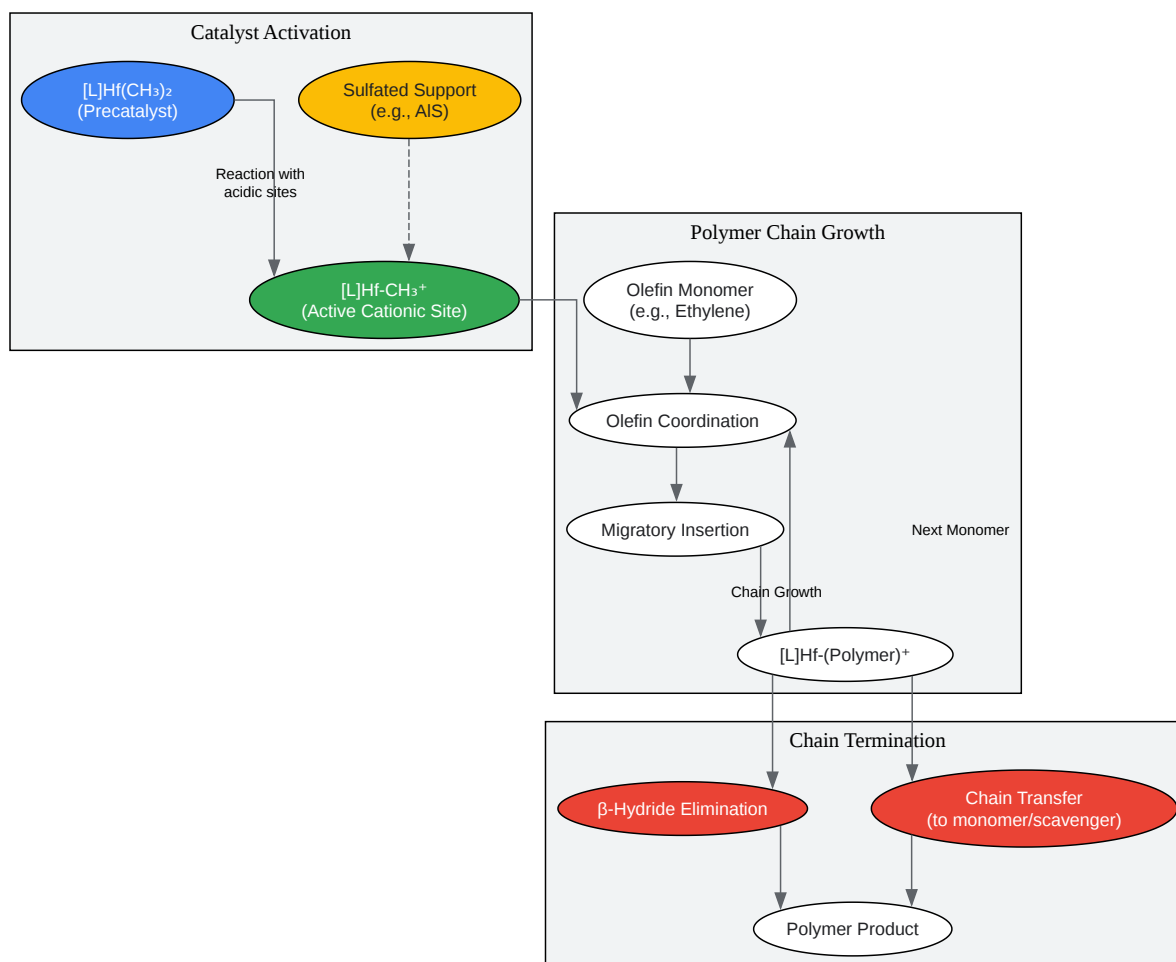 Catalyst Activation
[L]Hf(CH₃)₂
(Precatalyst)
Sulfated Support
(e.g., AlS)
Reaction with
acidic sites
[L]Hf-CH₃⁺
(Active Cationic Site)
Polymer Chain Growth
Olefin Monomer
(e.g., Ethylene)
Olefin Coordination
Migratory Insertion
Next Monomer
Chain Growth
[L]Hf-(Polymer)⁺
Chain Termination
β-Hydride Elimination
Chain Transfer
(to monomer/scavenger)
Polymer Product